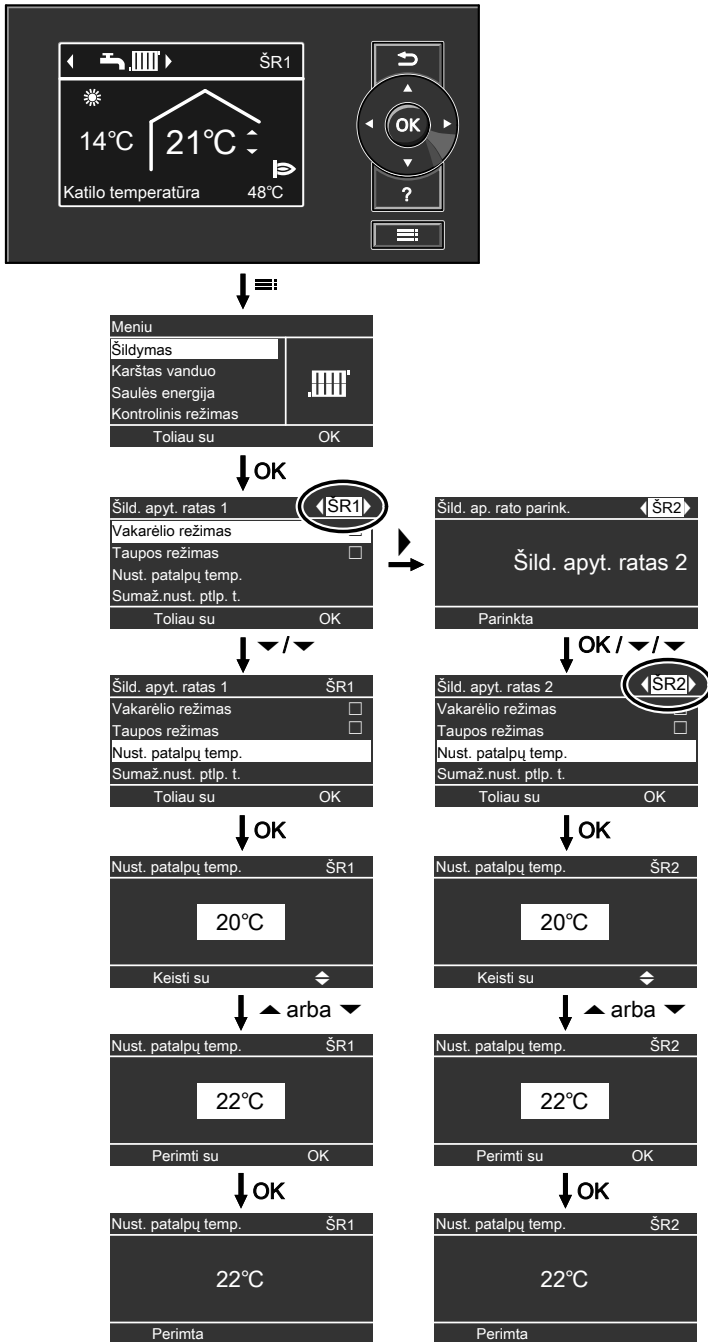 ŠR1
14°C 21°C
Katilo temperatūra 48°C
OK
?
Meniu
Šildymas
Karštas vanduo
Saulės energija
Kontrolinis režimas
Toliau su OK
OK
Šild. apyt. ratas 1 ŠR1
Vakarėlio režimas
Taupos režimas
Nust. patalpų temp.
Sumaž.nust. ptlp. t.
Toliau su OK
Šild. ap. rato parink. ŠR2
Šild. apyt. ratas 2
Parinkta
/
OK / /
Šild. apyt. ratas 1 ŠR1
Vakarėlio režimas
Taupos režimas
Nust. patalpų temp.
Sumaž.nust. ptlp. t.
Toliau su OK
Šild. apyt. ratas 2 ŠR2
Vakarėlio režimas
Taupos režimas
Nust. patalpų temp.
Sumaž.nust. ptlp. t.
Toliau su OK
OK
OK
Nust. patalpų temp. ŠR1
20°C
Keisti su
Nust. patalpų temp. ŠR2
20°C
Keisti su
arba
arba
Nust. patalpų temp. ŠR1
22°C
Perimti su OK
Nust. patalpų temp. ŠR2
22°C
Perimti su OK
OK
OK
Nust. patalpų temp. ŠR1
22°C
Perimta
Nust. patalpų temp. ŠR2
22°C
Perimta